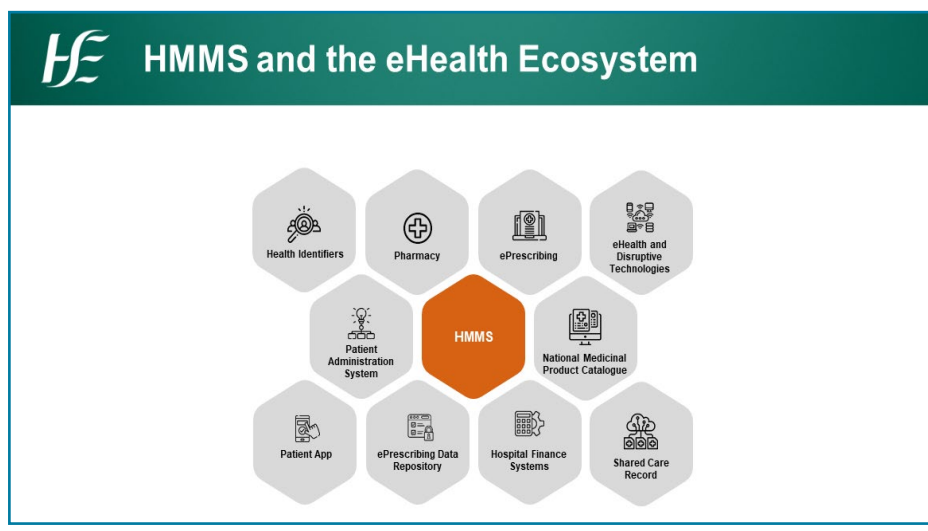 HSE HMMS and the eHealth Ecosystem
Health Identifiers
Pharmacy
ePrescribing
eHealth and
Disruptive
Technologies
Patient
Administration
System
HMMS
National Medicinal
Product Catalogue
Patient App
ePrescribing Data
Repository
Hospital Finance
Systems
Shared Care
Record